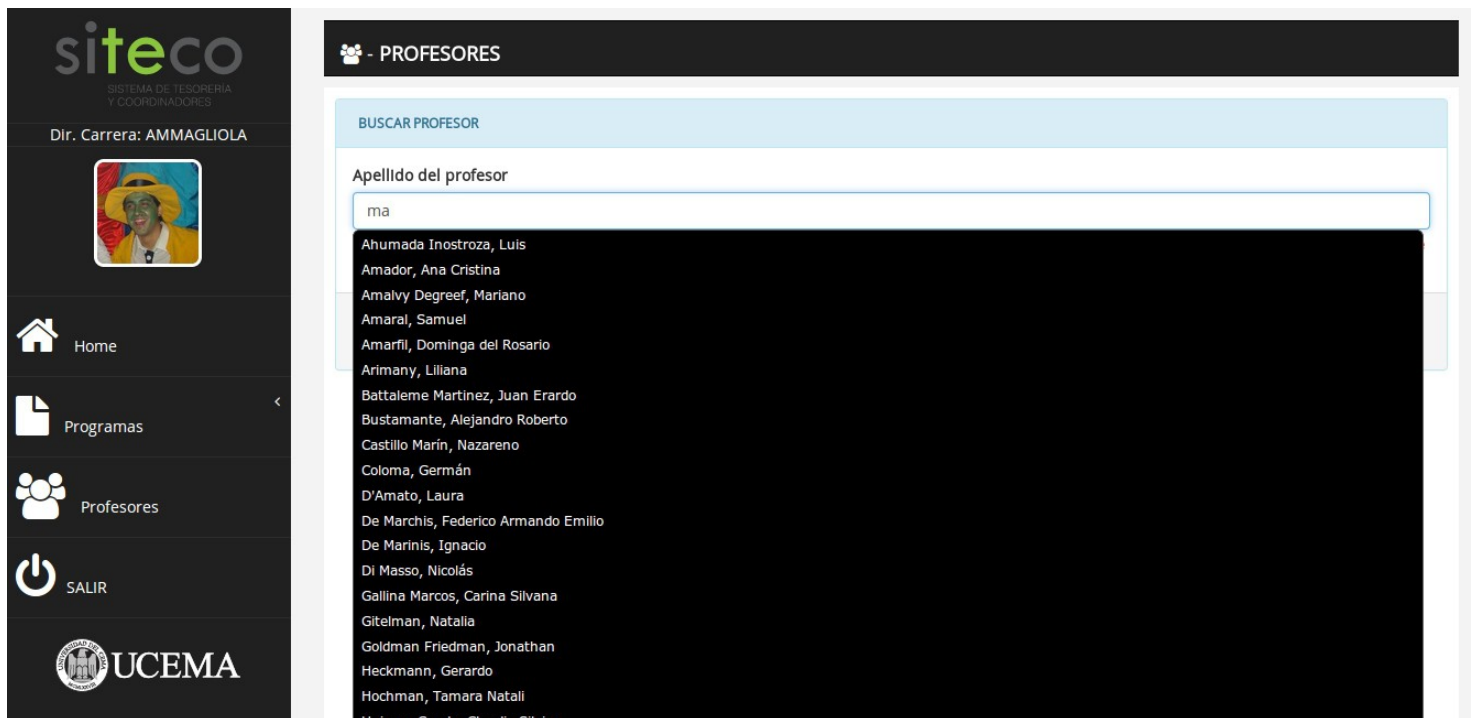 siteco
SISTEMA DE TESORERÍA
Y COORDINADORES
Dir. Carrera: AMMAGLIOLA
Home
Programas
Profesores
SALIR
UCEMA
- PROFESORES
BUSCAR PROFESOR
Apellido del profesor
ma
Ahumada Inostroza, Luis
Amador, Ana Cristina
Amalvy Degreef, Mariano
Amaral, Samuel
Amarfil, Dominga del Rosario
Arimany, Liliana
Battaleme Martinez, Juan Erardo
Bustamante, Alejandro Roberto
Castillo Marín, Nazareno
Coloma, Germán
D'Amato, Laura
De Marchis, Federico Armando Emilio
De Marinis, Ignacio
Di Masso, Nicolás
Gallina Marcos, Carina Silvana
Gitelman, Natalia
Goldman Friedman, Jonathan
Heckmann, Gerardo
Hochman, Tamara Natali